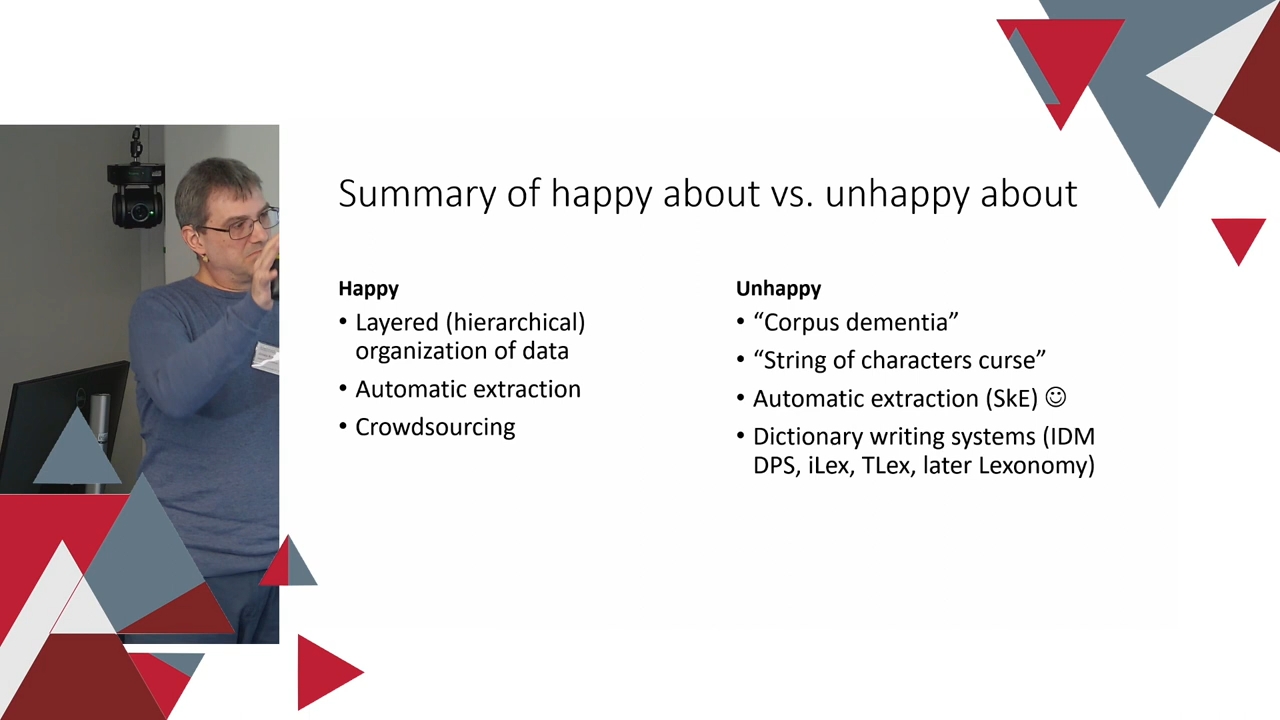 Summary of happy about vs. unhappy about
Happy
• Layered (hierarchical)
organization of data
• Automatic extraction
• Crowdsourcing
Unhappy
• “Corpus dementia”
• “String of characters curse”
• Automatic extraction (SkE) ☺
• Dictionary writing systems (IDM
DPS, iLex, TLex, later Lexonomy)